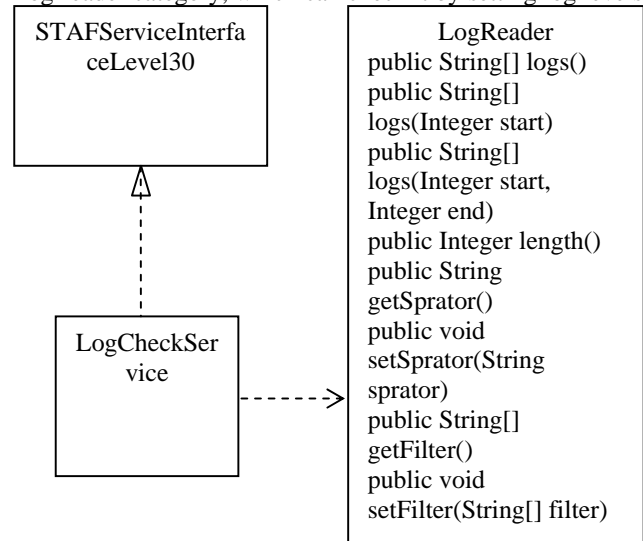 STAFServiceInterfa
ceLevel30
LogReader
public String[] logs()
public String[]
logs(Integer start)
public String[]
logs(Integer start,
Integer end)
public Integer length()
public String
getSprator()
public void
setSprator(String
sprator)
public String[]
getFilter()
public void
setFilter(String[] filter)
LogCheckSer
vice